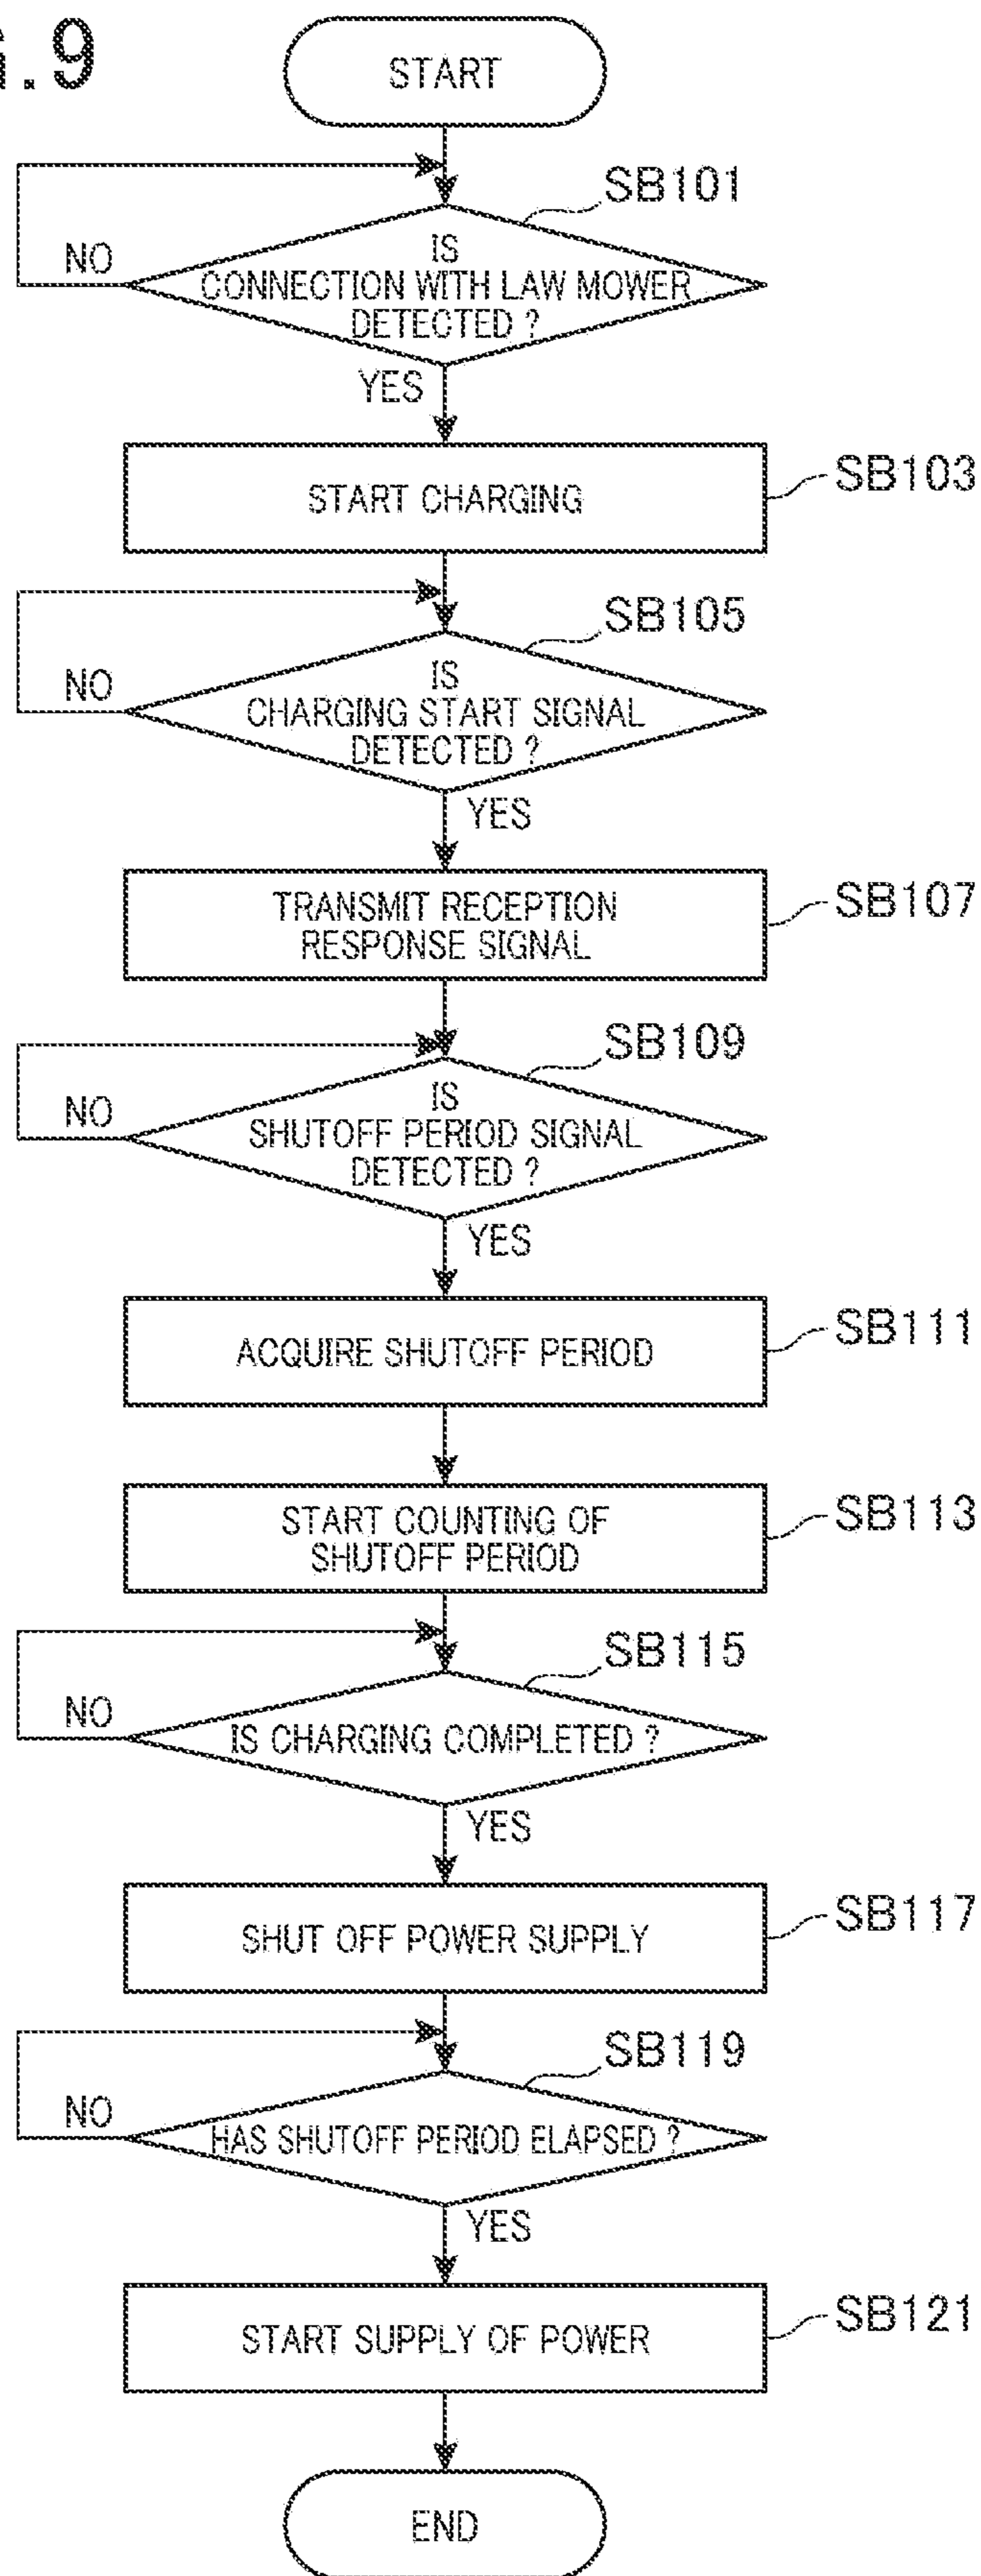 .9
START
SB101
NO
IS
CONNECTION WITH LAW MOWER
DETECTED ?
YES
START CHARGING
SB103
SB105
NO
IS
CHARGING START SIGNAL
DETECTED ?
YES
TRANSMIT RECEPTION
RESPONSE SIGNAL
SB107
SB109
NO
IS
SHUTOFF PERIOD SIGNAL
DETECTED ?
YES
ACQUIRE SHUTOFF PERIOD
SB111
START COUNTING OF
SHUTOFF PERIOD
SB113
SB115
NO
IS CHARGING COMPLETED ?
YES
SHUT OFF POWER SUPPLY
SB117
SB119
NO
HAS SHUTOFF PERIOD ELAPSED ?
YES
START SUPPLY OF POWER
SB121
END